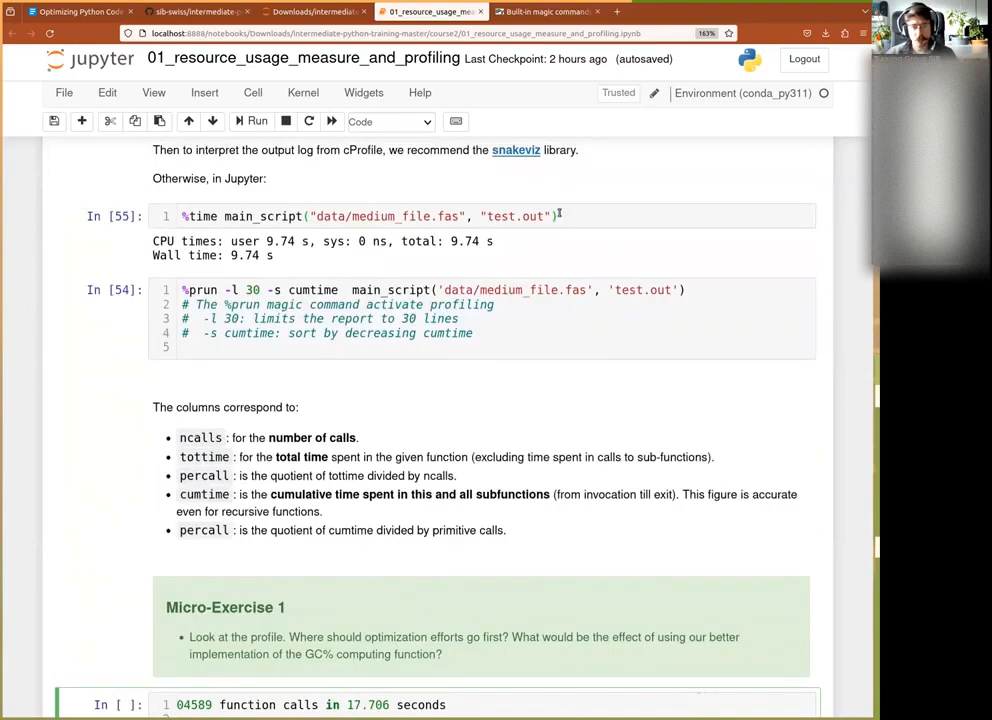 Optimizing Python Code
sib-swiss/intermediate-p
Downloads/intermediate
01_resource_usage_mea
Built-in magic command
localhost:8888/notebooks/Downloads/intermediate-python-training-master/course2/01_resource_usage_measure_and_profiling.ipynb
163%
jupyter 01_resource_usage_measure_and_profiling Last Checkpoint: 2 hours ago (autosaved)
Logout
File Edit View Insert Cell Kernel Widgets Help
Trusted
Environment (conda_py311)
Run
Code
Then to interpret the output log from cProfile, we recommend the snakeviz library.
Otherwise, in Jupyter:
In [55]: 1 %time main_script("data/medium_file.fas", "test.out")
CPU times: user 9.74 s, sys: 0 ns, total: 9.74 s
Wall time: 9.74 s
In [54]: 1 %prun -l 30 -s cumtime  main_script('data/medium_file.fas', 'test.out')
2 # The %prun magic command activate profiling
3 #  -l 30: limits the report to 30 lines
4 #  -s cumtime: sort by decreasing cumtime
5
The columns correspond to:
• ncalls : for the number of calls.
• tottime : for the total time spent in the given function (excluding time spent in calls to sub-functions).
• percall : is the quotient of tottime divided by ncalls.
• cumtime : is the cumulative time spent in this and all subfunctions (from invocation till exit). This figure is accurate
even for recursive functions.
• percall : is the quotient of cumtime divided by primitive calls.
Micro-Exercise 1
• Look at the profile. Where should optimization efforts go first? What would be the effect of using our better
implementation of the GC% computing function?
In [ ]: 1 04589 function calls in 17.706 seconds